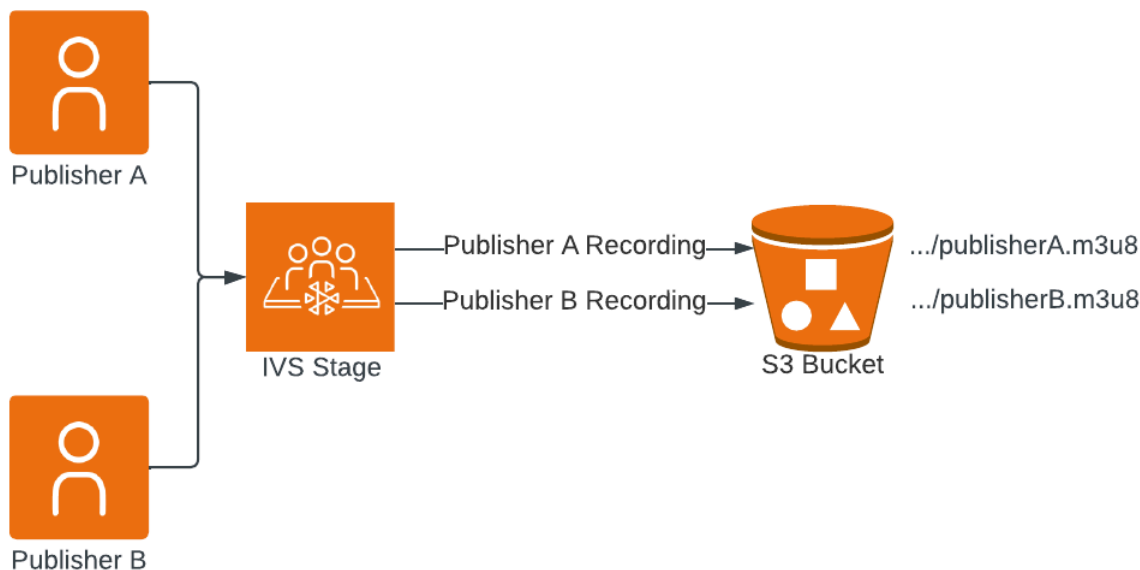 Publisher A
Publisher A Recording
.../publisherA.m3u8
Publisher B Recording
.../publisherB.m3u8
IVS Stage
S3 Bucket
Publisher B